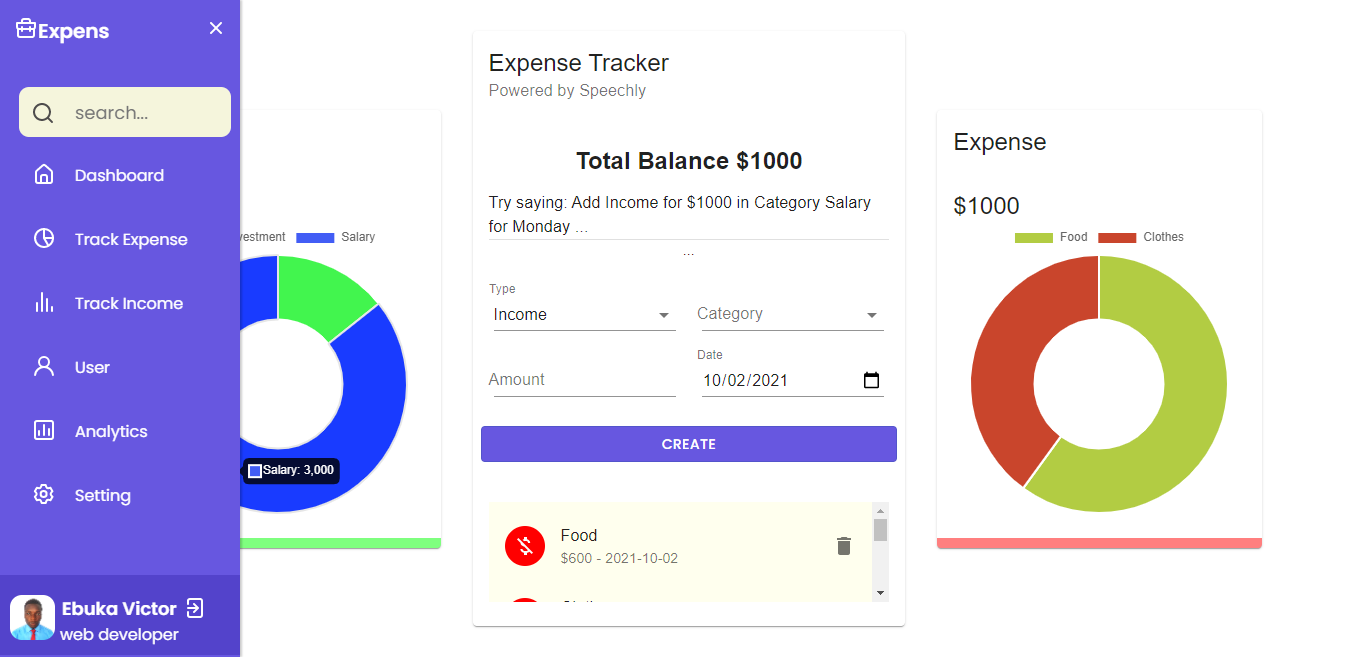 Expens
search...
Dashboard
Track Expense
Track Income
User
Analytics
Setting
Ebuka Victor
web developer
Salary
Salary: 3,000
Expense Tracker
Powered by Speechly
Total Balance $1000
Try saying: Add Income for $1000 in Category Salary
for Monday ...
...
Type
Income
Category
Amount
Date
10/02/2021
CREATE
Food
$600 - 2021-10-02
Expense
$1000
Food Clothes